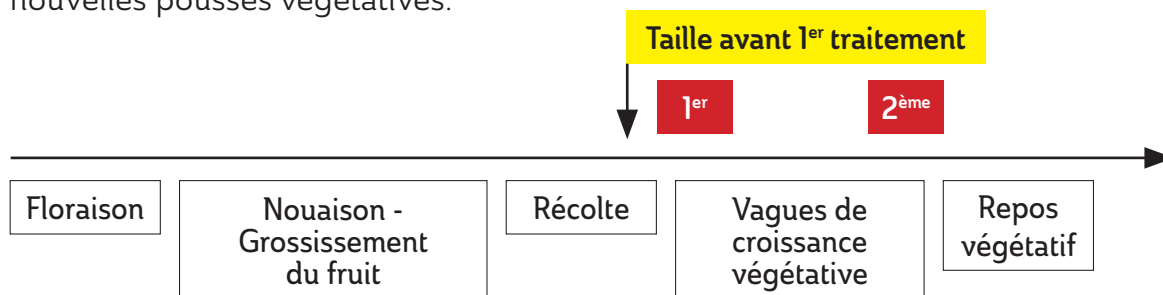 nouvelles pousses végétatives.
Taille avant 1er traitement
1er
2ème
Floraison
Nouaison -
Grossissement
du fruit
Récolte
Vagues de
croissance
végétative
Repos
végétatif